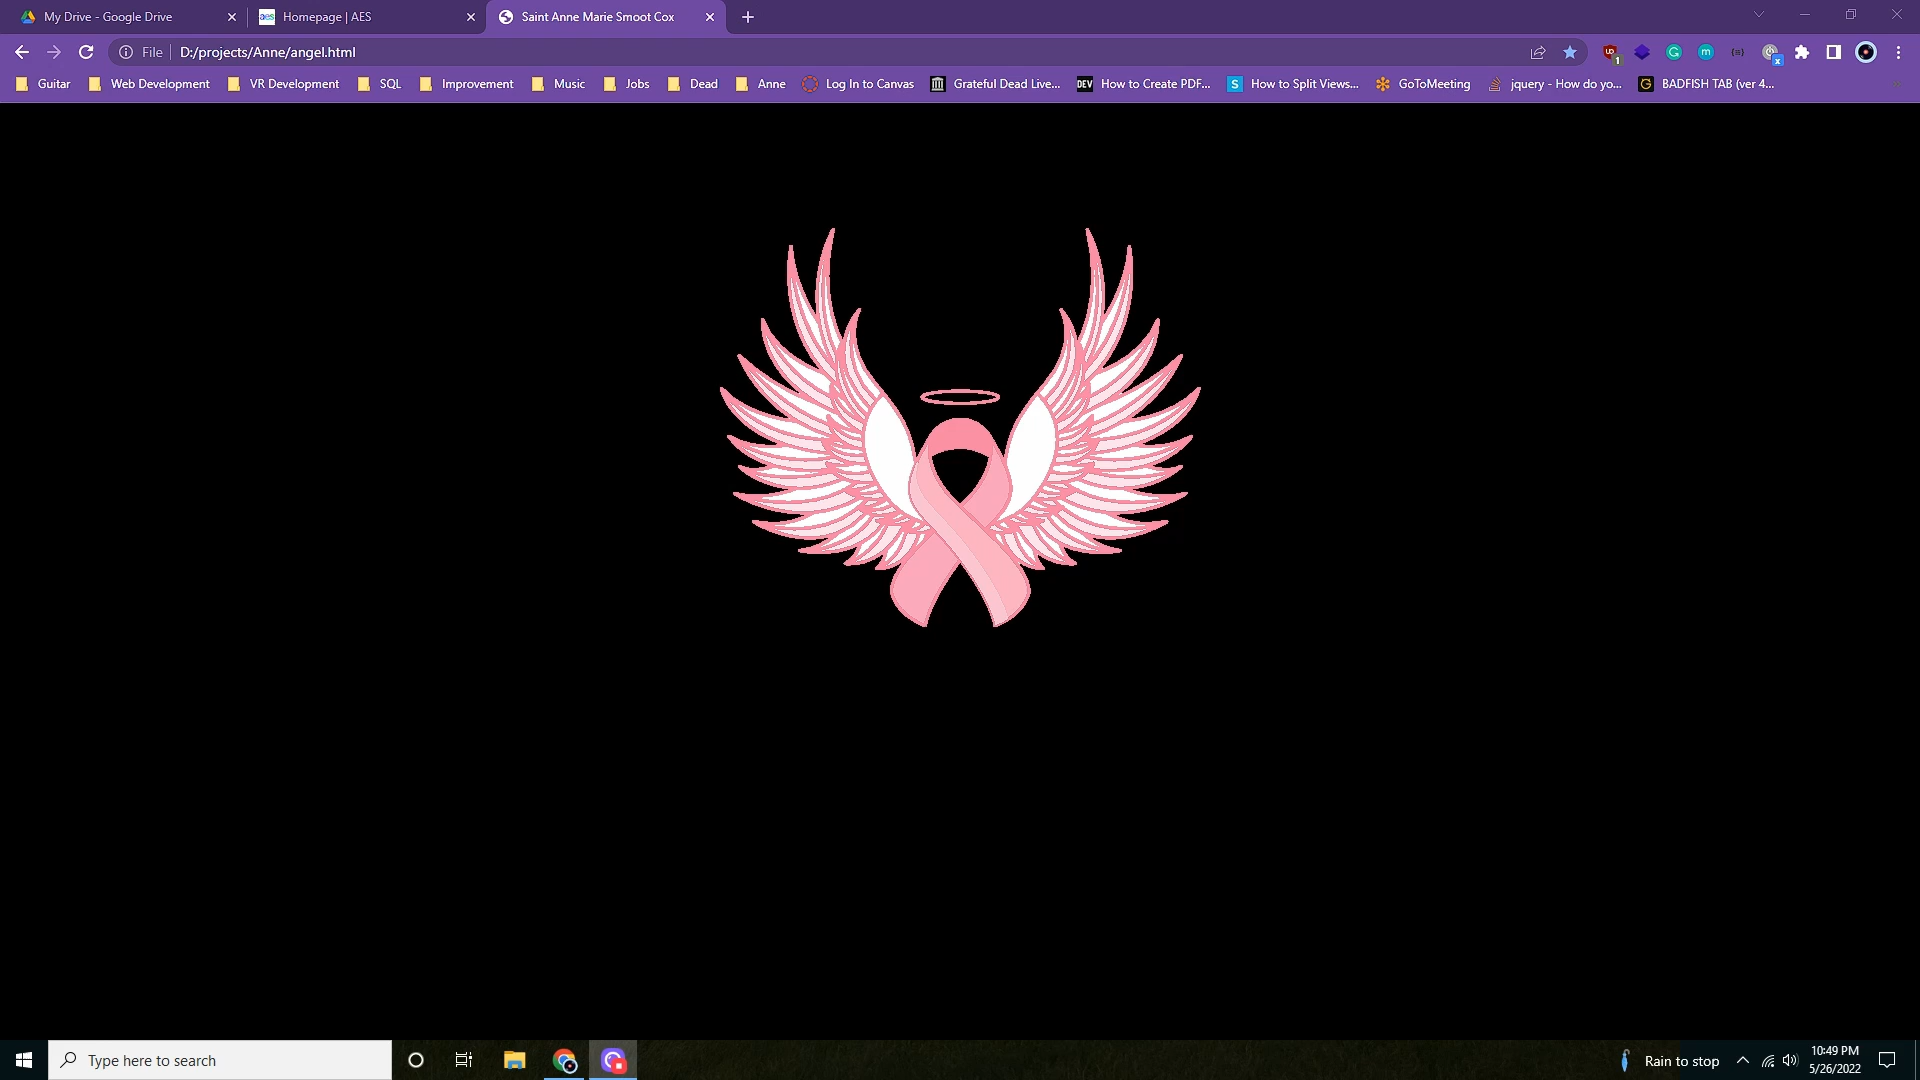 My Drive - Google Drive
aes Homepage | AES
Saint Anne Marie Smoot Cox
File D:/projects/Anne/angel.html
Guitar Web Development VR Development SQL Improvement Music Jobs Dead Anne Log In to Canvas Grateful Dead Live... DEV How to Create PDF... S How to Split Views... GoToMeeting jquery - How do yo... G BADFISH TAB (ver 4...
Type here to search
Rain to stop
10:49 PM
5/26/2022